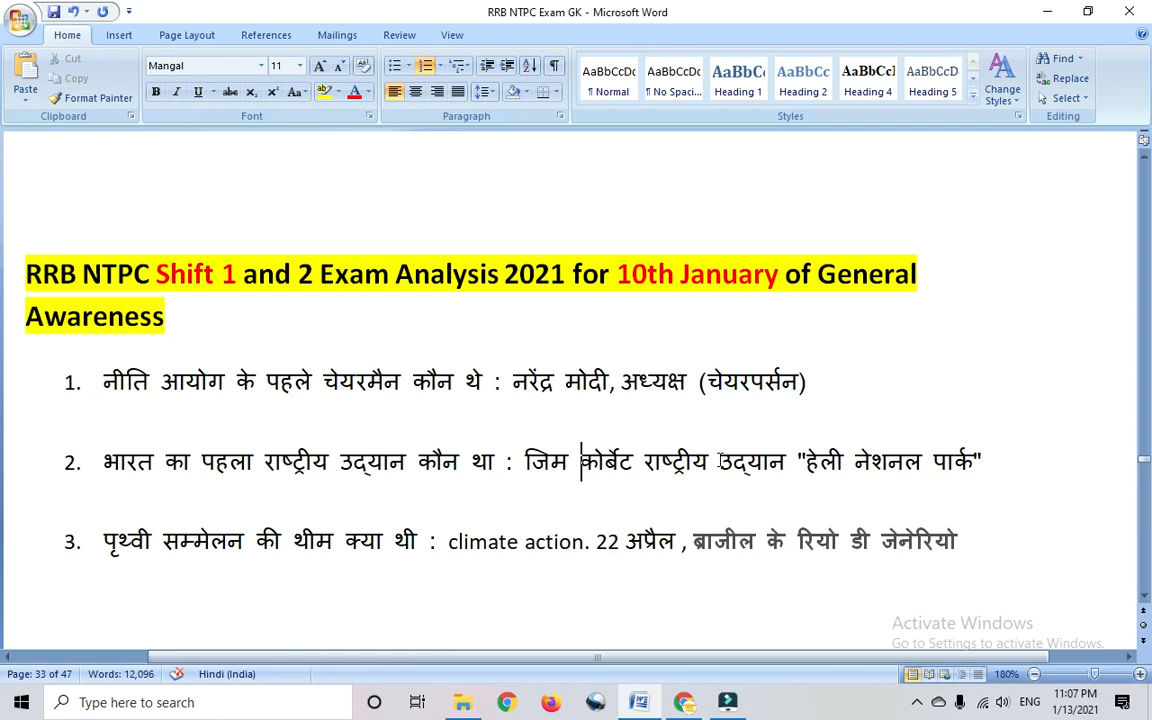 RRB NTPC Exam GK - Microsoft Word
Home Insert Page Layout References Mailings Review View
Paste
Cut
Copy
Format Painter
Clipboard
Mangal 11
Font
Paragraph
AaBbCcDc AaBbCcDc AaBbC AaBbCc AaBbCcI AaBbCcDc
¶ Normal ¶ No Spaci... Heading 1 Heading 2 Heading 4 Heading 5
Change Styles
Styles
Find
Replace
Select
Editing
RRB NTPC Shift 1 and 2 Exam Analysis 2021 for 10th January of General
Awareness
1. नीति आयोग के पहले चेयरमैन कौन थे : नरेंद्र मोदी, अध्यक्ष (चेयरपर्सन)
2. भारत का पहला राष्ट्रीय उद्यान कौन था : जिम कोर्बेट राष्ट्रीय उद्यान "हेली नेशनल पार्क"
3. पृथ्वी सम्मेलन की थीम क्या थी : climate action. 22 अप्रैल , ब्राजील के रियो डी जेनेरियो
Activate Windows
Go to Settings to activate Windows.
Page: 33 of 47 Words: 12,096 Hindi (India) 180%
Type here to search
ENG
11:07 PM
1/13/2021